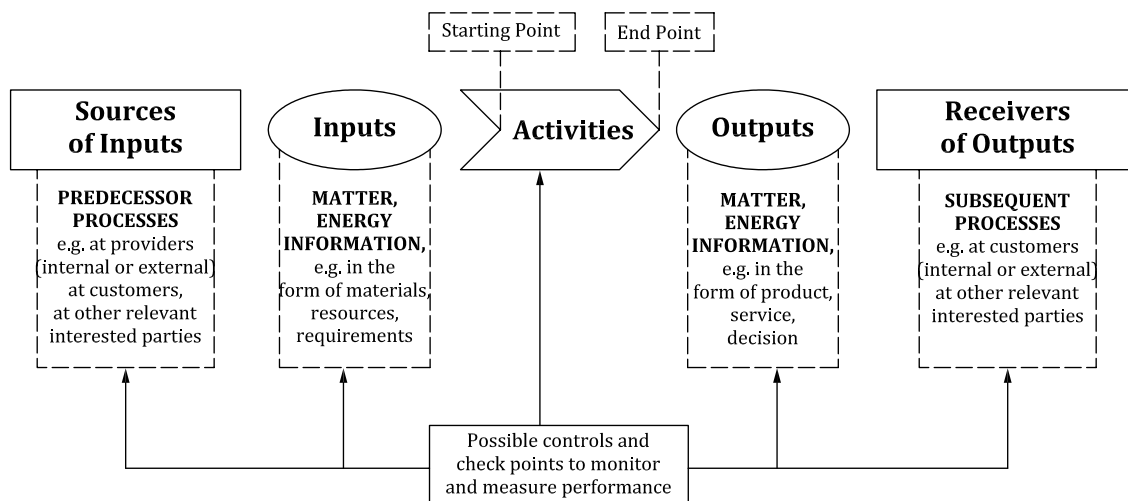 Starting Point
End Point
Sources
of Inputs
Inputs
Activities
Outputs
Receivers
of Outputs
PREDECESSOR
PROCESSES
e.g. at providers
(internal or external)
at customers,
at other relevant
interested parties
MATTER,
ENERGY
INFORMATION,
e.g. in the
form of materials,
resources,
requirements
MATTER,
ENERGY
INFORMATION,
e.g. in the
form of product,
service,
decision
SUBSEQUENT
PROCESSES
e.g. at customers
(internal or external)
at other relevant
interested parties
Possible controls and
check points to monitor
and measure performance